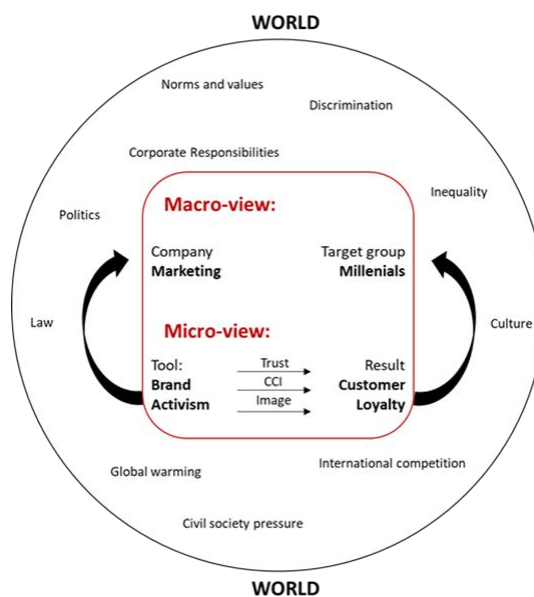 WORLD
Norms and values
Discrimination
Corporate Responsibilities
Inequality
Macro-view:
Politics
Company
Marketing
Target group
Millenials
Law
Culture
Micro-view:
Tool:
Brand
Activism
Trust
CCI
Image
Result
Customer
Loyalty
International competition
Global warming
Civil society pressure
WORLD